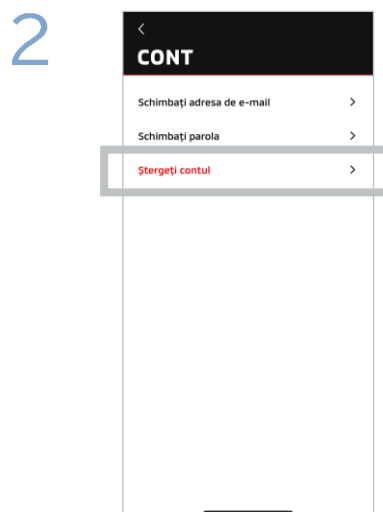 2
CONT
Schimbați adresa de e-mail
Schimbați parola
Ștergeți contul